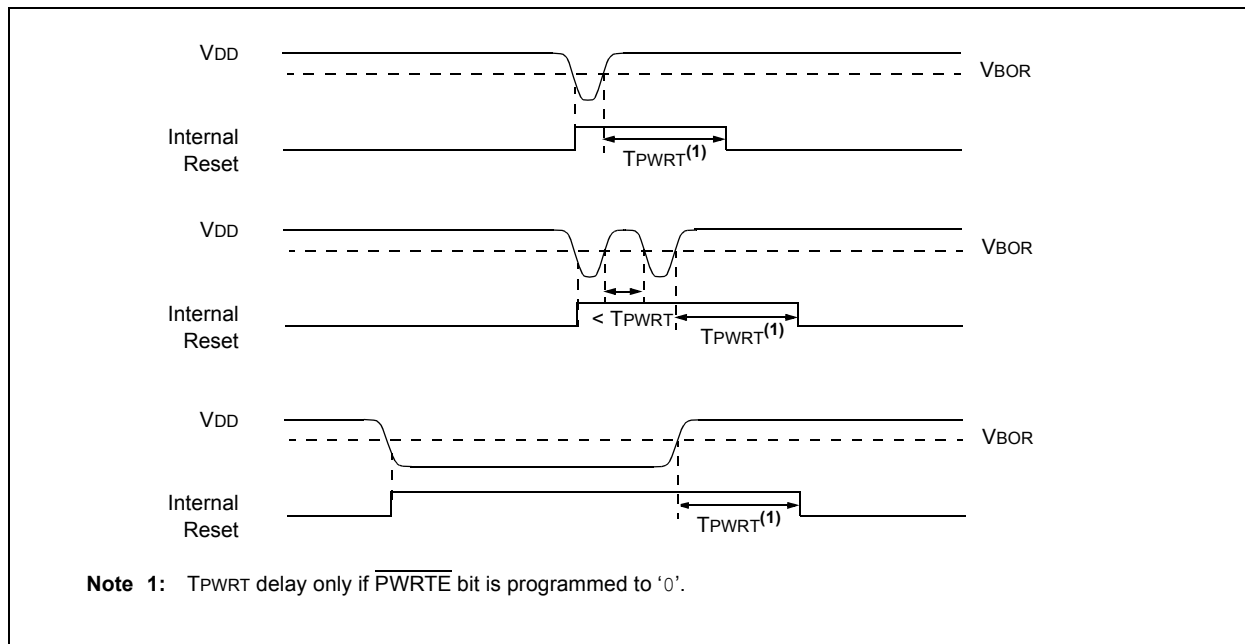 VDD
VBOR
Internal
Reset
TPWRT(1)
VDD
VBOR
Internal
Reset
< TPWRT
TPWRT(1)
VDD
VBOR
Internal
Reset
TPWRT(1)
Note 1: TPWRT delay only if P̅W̅R̅T̅E̅ bit is programmed to ‘0’.